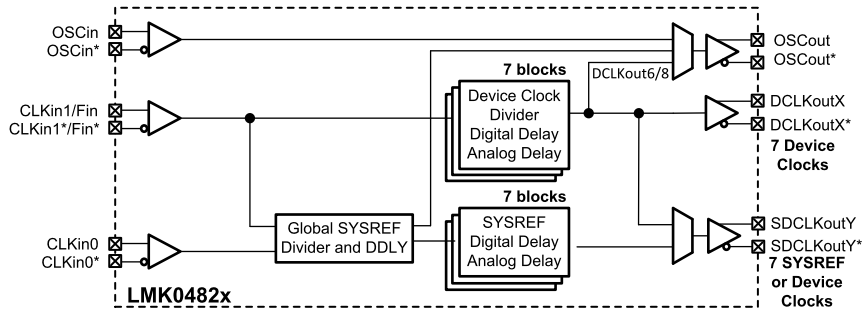 OSCin
OSCin*
OSCout
OSCout*
7 blocks
DCLKout6/8
CLKin1/Fin
CLKin1*/Fin*
Device Clock
Divider
Digital Delay
Analog Delay
DCLKoutX
DCLKoutX*
7 Device
Clocks
7 blocks
CLKin0
CLKin0*
Global SYSREF
Divider and DDLY
SYSREF
Digital Delay
Analog Delay
SDCLKoutY
SDCLKoutY*
7 SYSREF
or Device
Clocks
LMK0482x